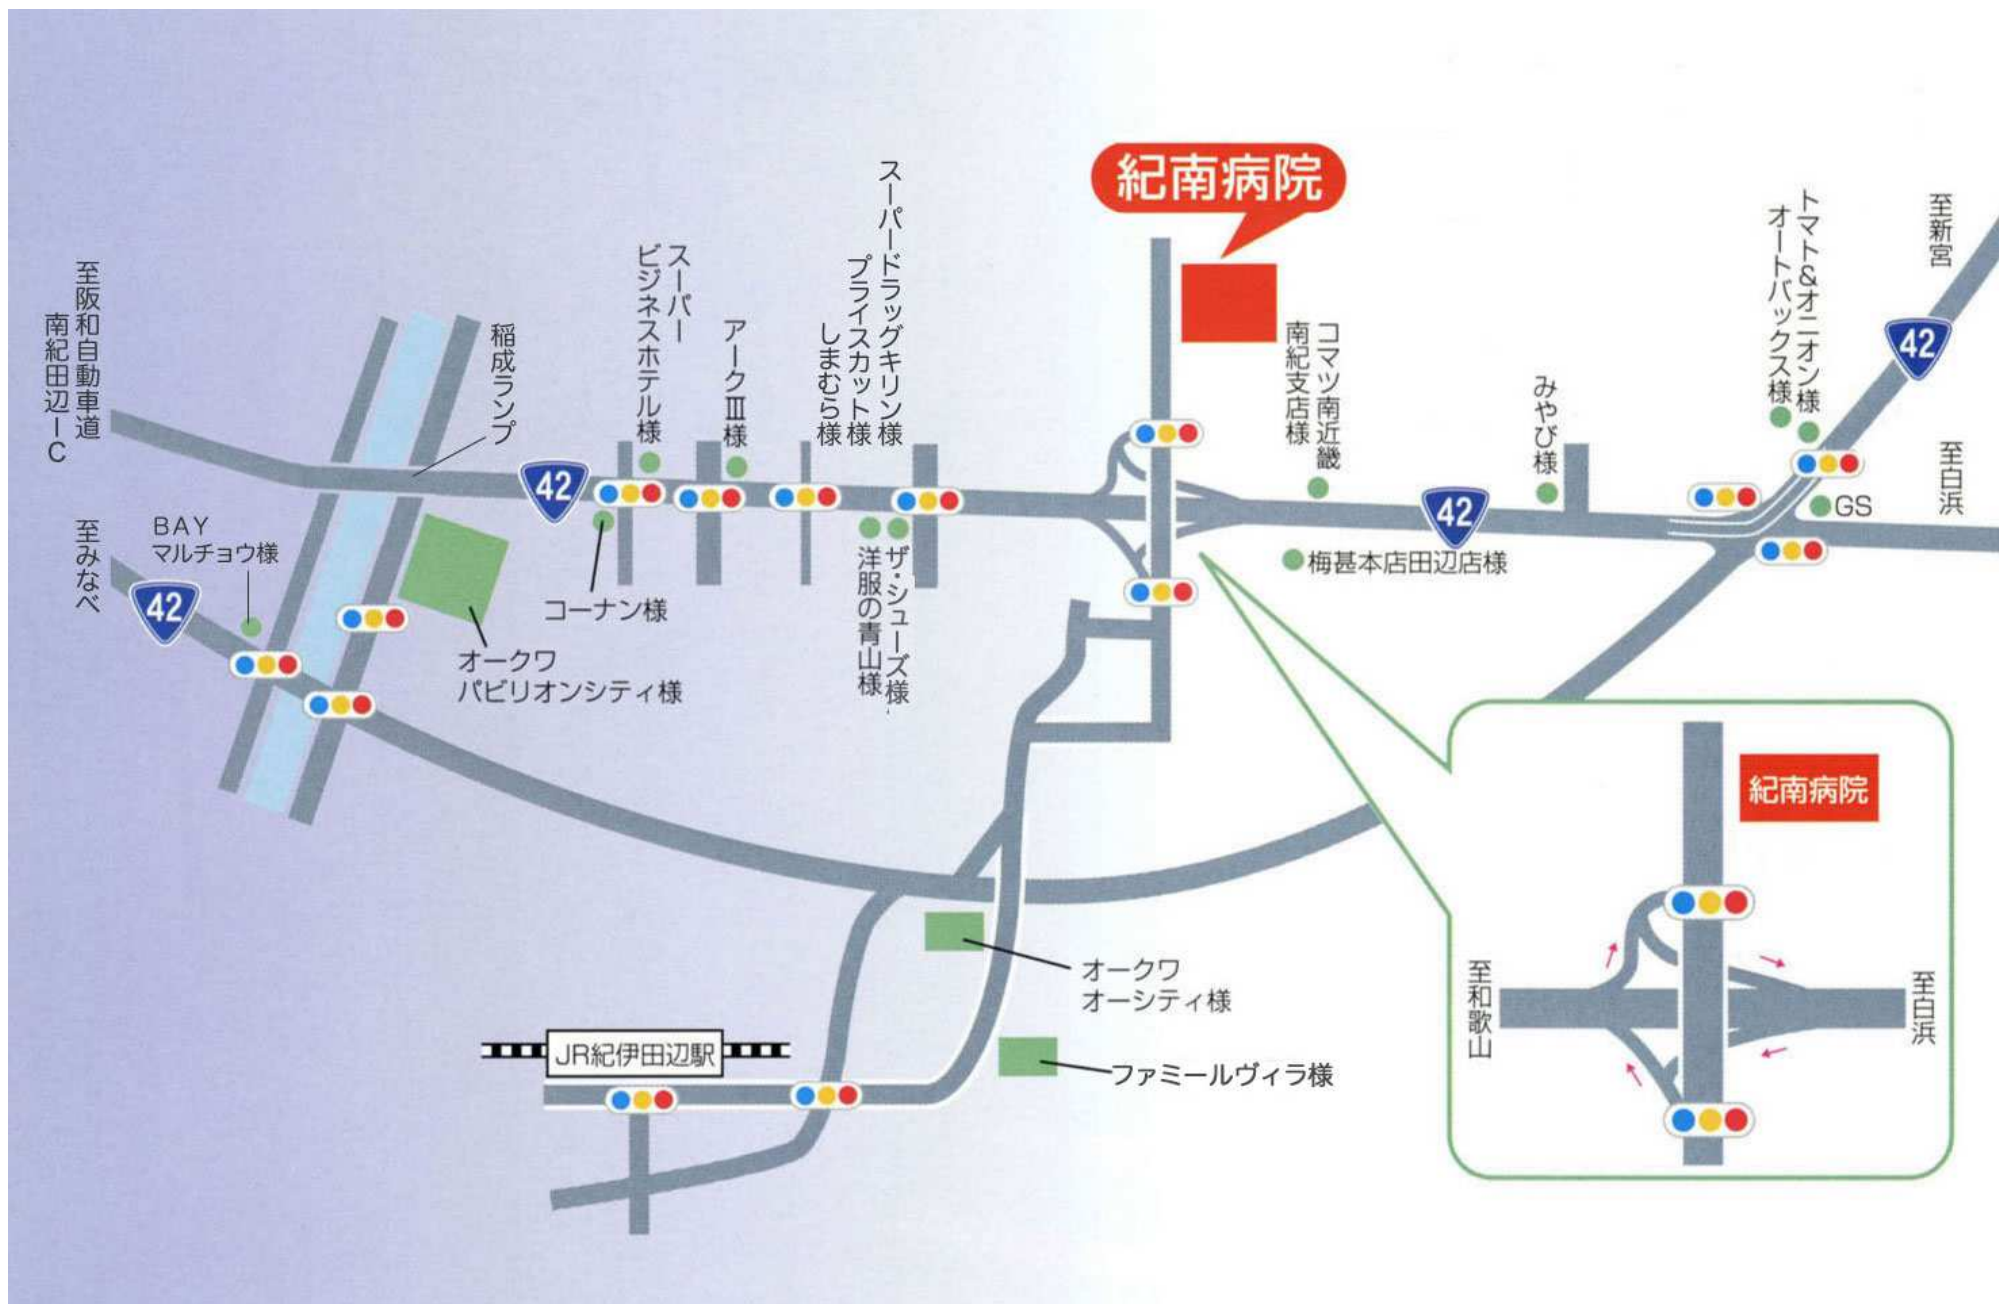 紀南病院
至阪和自動車道
南紀田辺IC
至みなべ
BAY
マルチョウ様
42
稲成ランプ
42
オークワ
パビリオンシティ様
コーナン様
スーパー
ビジネスホテル様
アークⅢ様
スーパードラッグキリン様
プライスカット様
しまむら様
ザ・シューズ様
洋服の青山様
コマツ南近畿
南紀支店様
梅甚本店田辺店様
42
みやび様
トマト&オニオン様
オートバックス様
GS
42
至新宮
至白浜
オークワ
オーシティ様
ファミールヴィラ様
JR紀伊田辺駅
紀南病院
至和歌山
至白浜